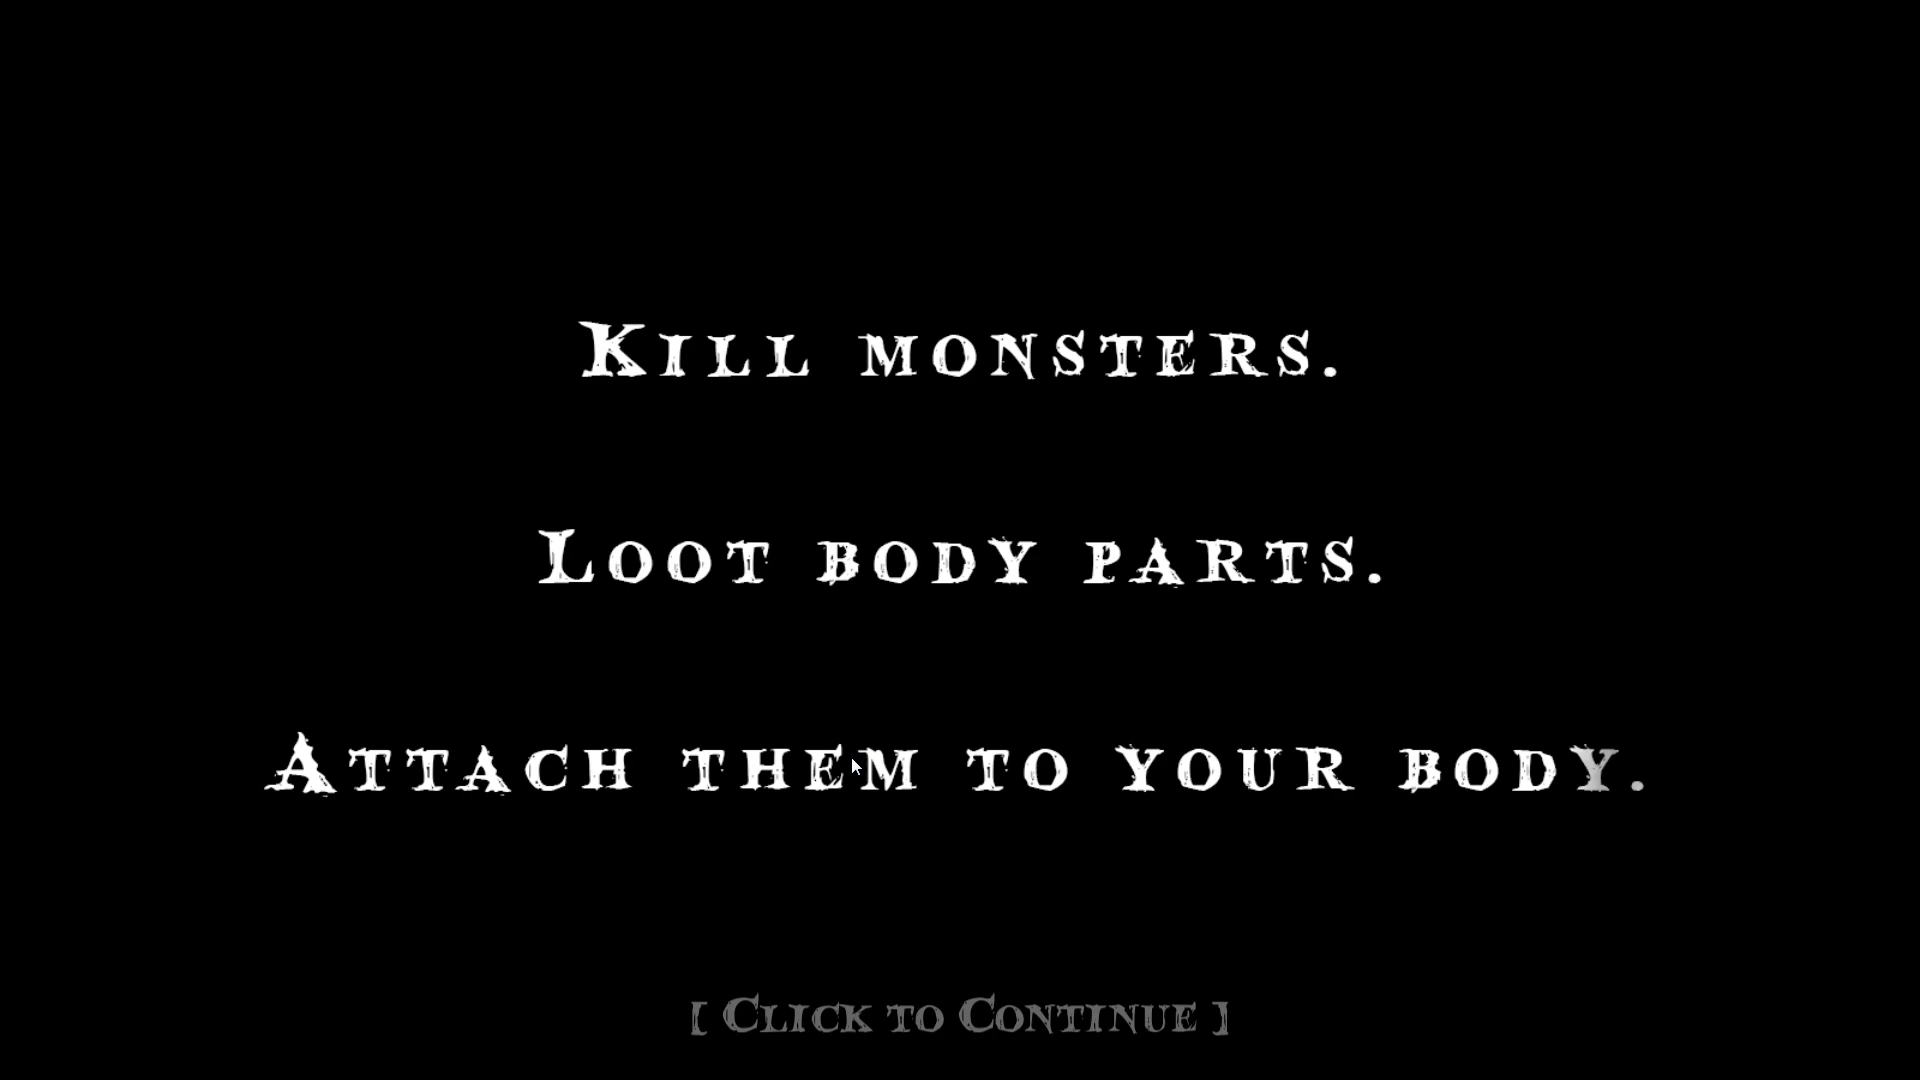 Kill monsters.
Loot body parts.
Attach them to your body.
[ Click to Continue ]